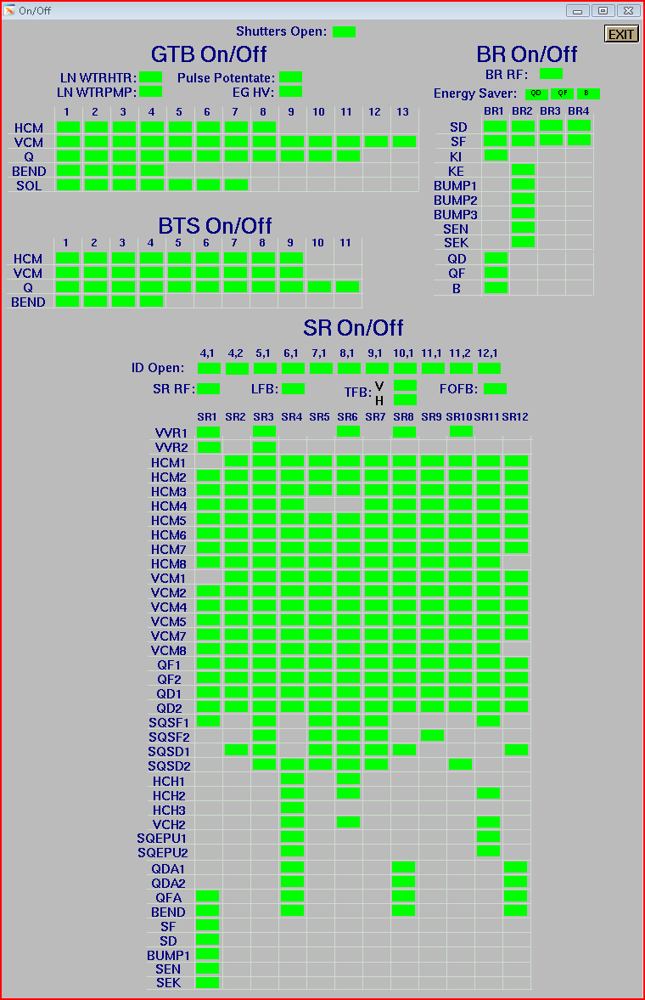 On/Off
Shutters Open:
EXIT
GTB On/Off
LN WTRHTR: Pulse Potentate:
LN WTRPMP: EG HV:
1 2 3 4 5 6 7 8 9 10 11 12 13
HCM
VCM
Q
BEND
SOL
BR On/Off
BR RF:
Energy Saver: QD QF B
BR1 BR2 BR3 BR4
SD
SF
KI
KE
BUMP1
BUMP2
BUMP3
SEN
SEK
QD
QF
B
BTS On/Off
1 2 3 4 5 6 7 8 9 10 11
HCM
VCM
Q
BEND
SR On/Off
4,1 4,2 5,1 6,1 7,1 8,1 9,1 10,1 11,1 11,2 12,1
ID Open:
SR RF: LFB: TFB: V H FOFB:
SR1 SR2 SR3 SR4 SR5 SR6 SR7 SR8 SR9 SR10 SR11 SR12
VVR1
VVR2
HCM1
HCM2
HCM3
HCM4
HCM5
HCM6
HCM7
HCM8
VCM1
VCM2
VCM4
VCM5
VCM7
VCM8
QF1
QF2
QD1
QD2
SQSF1
SQSF2
SQSD1
SQSD2
HCH1
HCH2
HCH3
VCH2
SQEPU1
SQEPU2
QDA1
QDA2
QFA
BEND
SF
SD
BUMP1
SEN
SEK